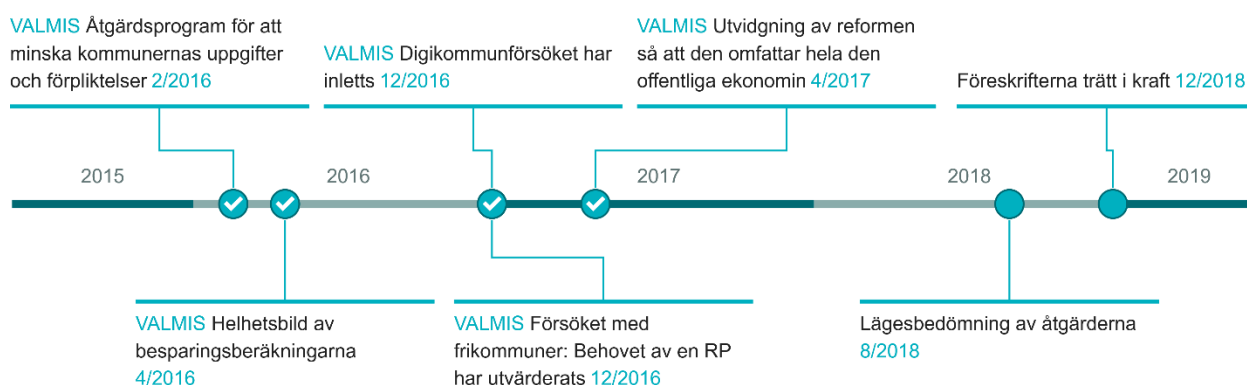 VALMIS Åtgärdsprogram för att
minska kommunernas uppgifter
och förpliktelser 2/2016
VALMIS Digikommunförsöket har
inletts 12/2016
VALMIS Utvidgning av reformen
så att den omfattar hela den
offentliga ekonomin 4/2017
Föreskrifterna trätt i kraft 12/2018
2015
2016
2017
2018
2019
VALMIS Helhetsbild av
besparingsberäkningarna
4/2016
VALMIS Försöket med
frikommuner: Behovet av en RP
har utvärderats 12/2016
Lägesbedömning av åtgärderna
8/2018